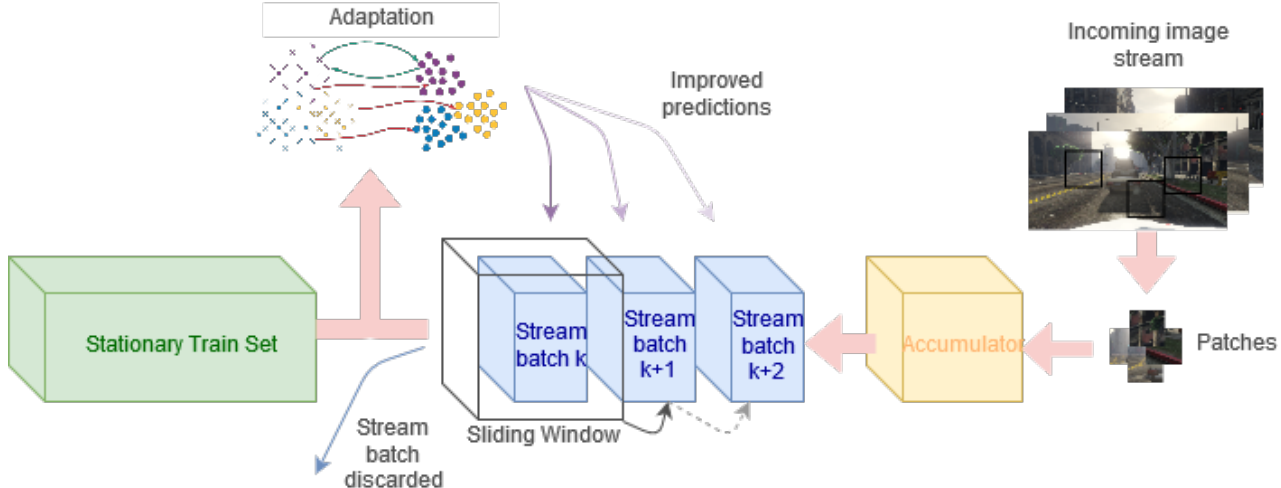 Adaptation
Incoming image
stream
Improved
predictions
Stationary Train Set
Stream
batch k
Stream
batch
k+1
Stream
batch
k+2
Accumulator
Patches
Sliding Window
Stream
batch
discarded